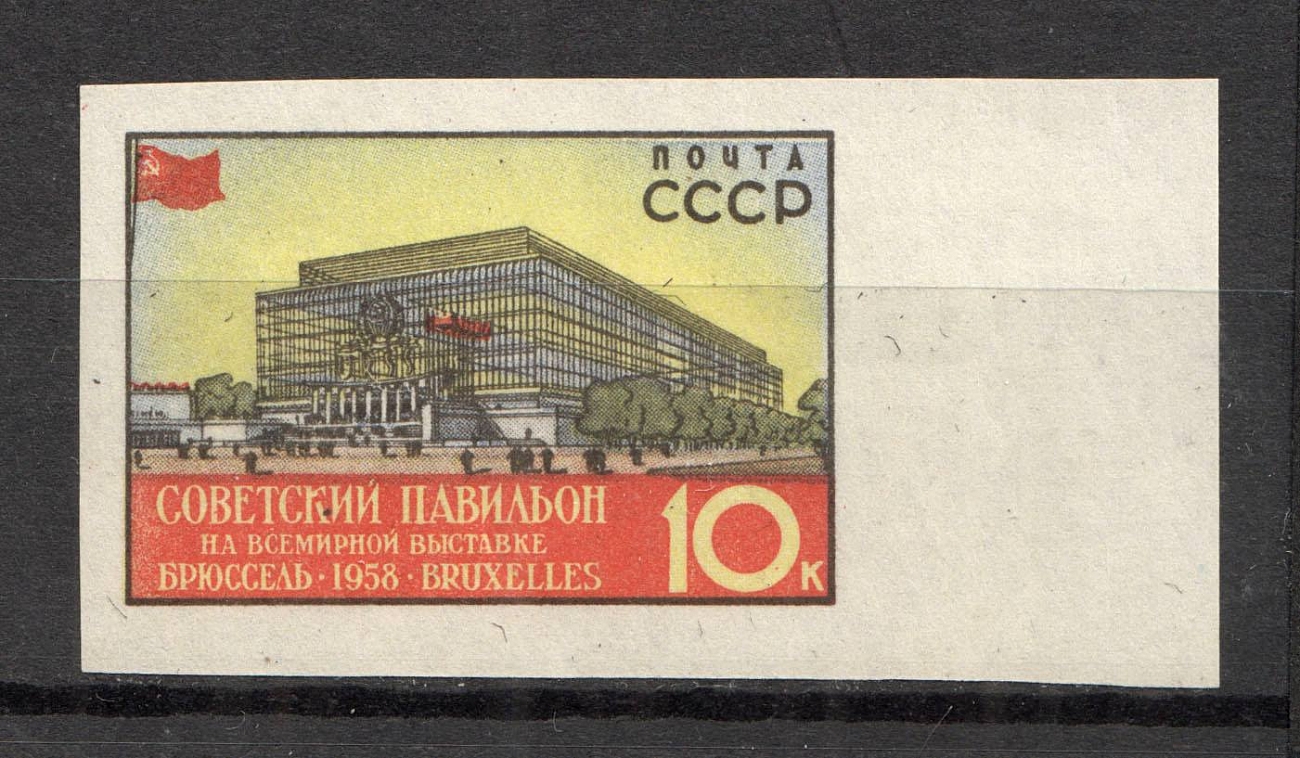 ПОЧТА
СССР
СОВЕТСКИЙ ПАВИЛЬОН
НА ВСЕМИРНОЙ ВЫСТАВКЕ
БРЮССЕЛЬ · 1958 · BRUXELLES
10 К